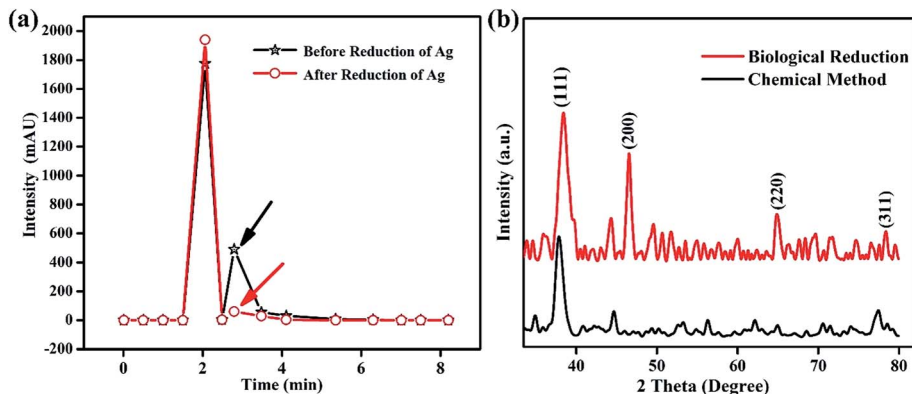 (a)
2000
1800
1600
1400
1200
1000
800
600
400
200
0
-200
Intensity (mAU)
Before Reduction of Ag
After Reduction of Ag
0 2 4 6 8
Time (min)
(b)
Intensity (a.u.)
Biological Reduction
Chemical Method
(111)
(200)
(220)
(311)
40 50 60 70 80
2 Theta (Degree)